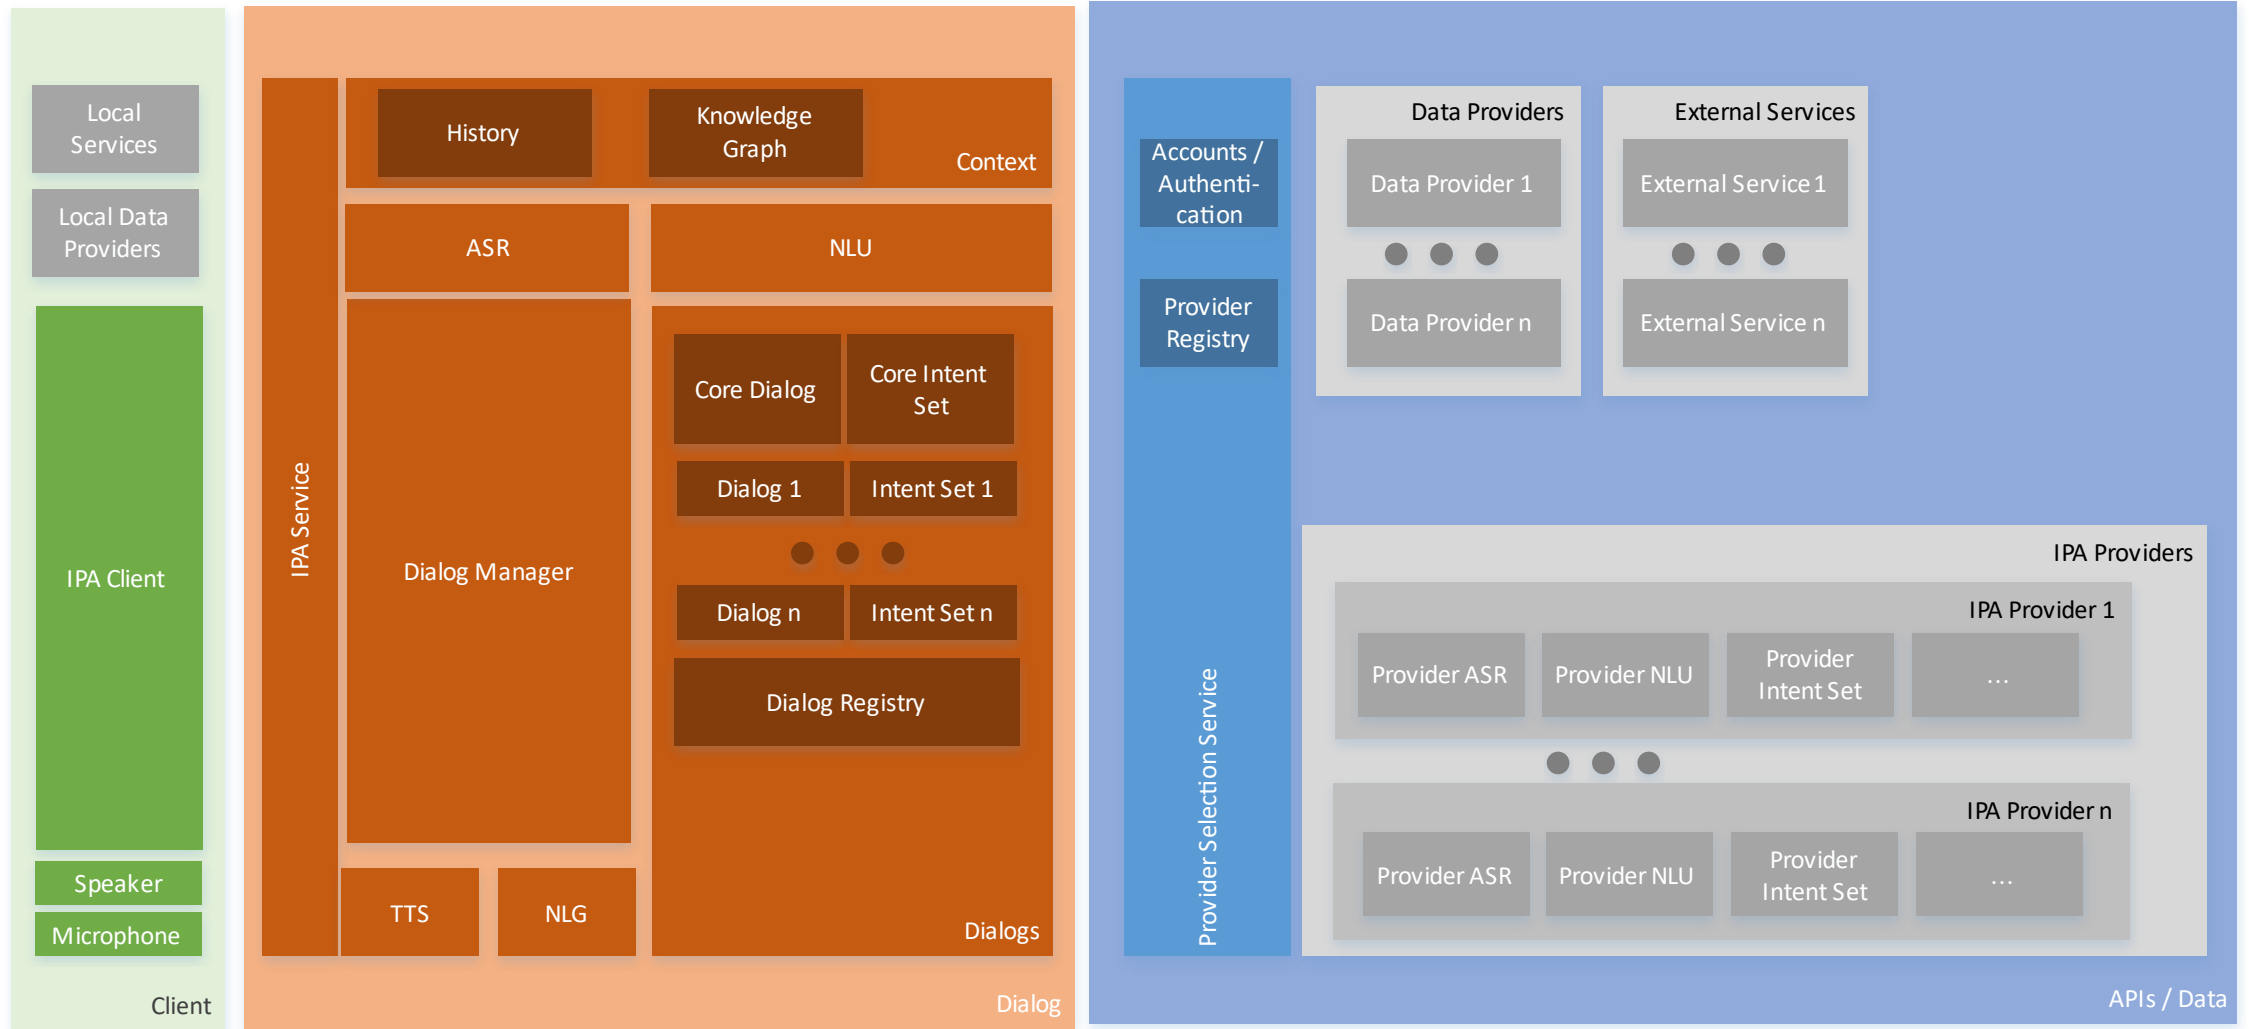 Local
Services
Local Data
Providers
IPA Client
Speaker
Microphone
Client
IPA Service
History
Knowledge
Graph
Context
ASR
NLU
Dialog Manager
Core Dialog
Core Intent
Set
Dialog 1
Intent Set 1
Dialog n
Intent Set n
Dialog Registry
TTS
NLG
Dialogs
Dialog
Accounts /
Authenti-
cation
Provider
Registry
Provider Selection Service
Data Providers
Data Provider 1
Data Provider n
External Services
External Service 1
External Service n
IPA Providers
IPA Provider 1
Provider ASR
Provider NLU
Provider
Intent Set
...
IPA Provider n
Provider ASR
Provider NLU
Provider
Intent Set
...
APIs / Data